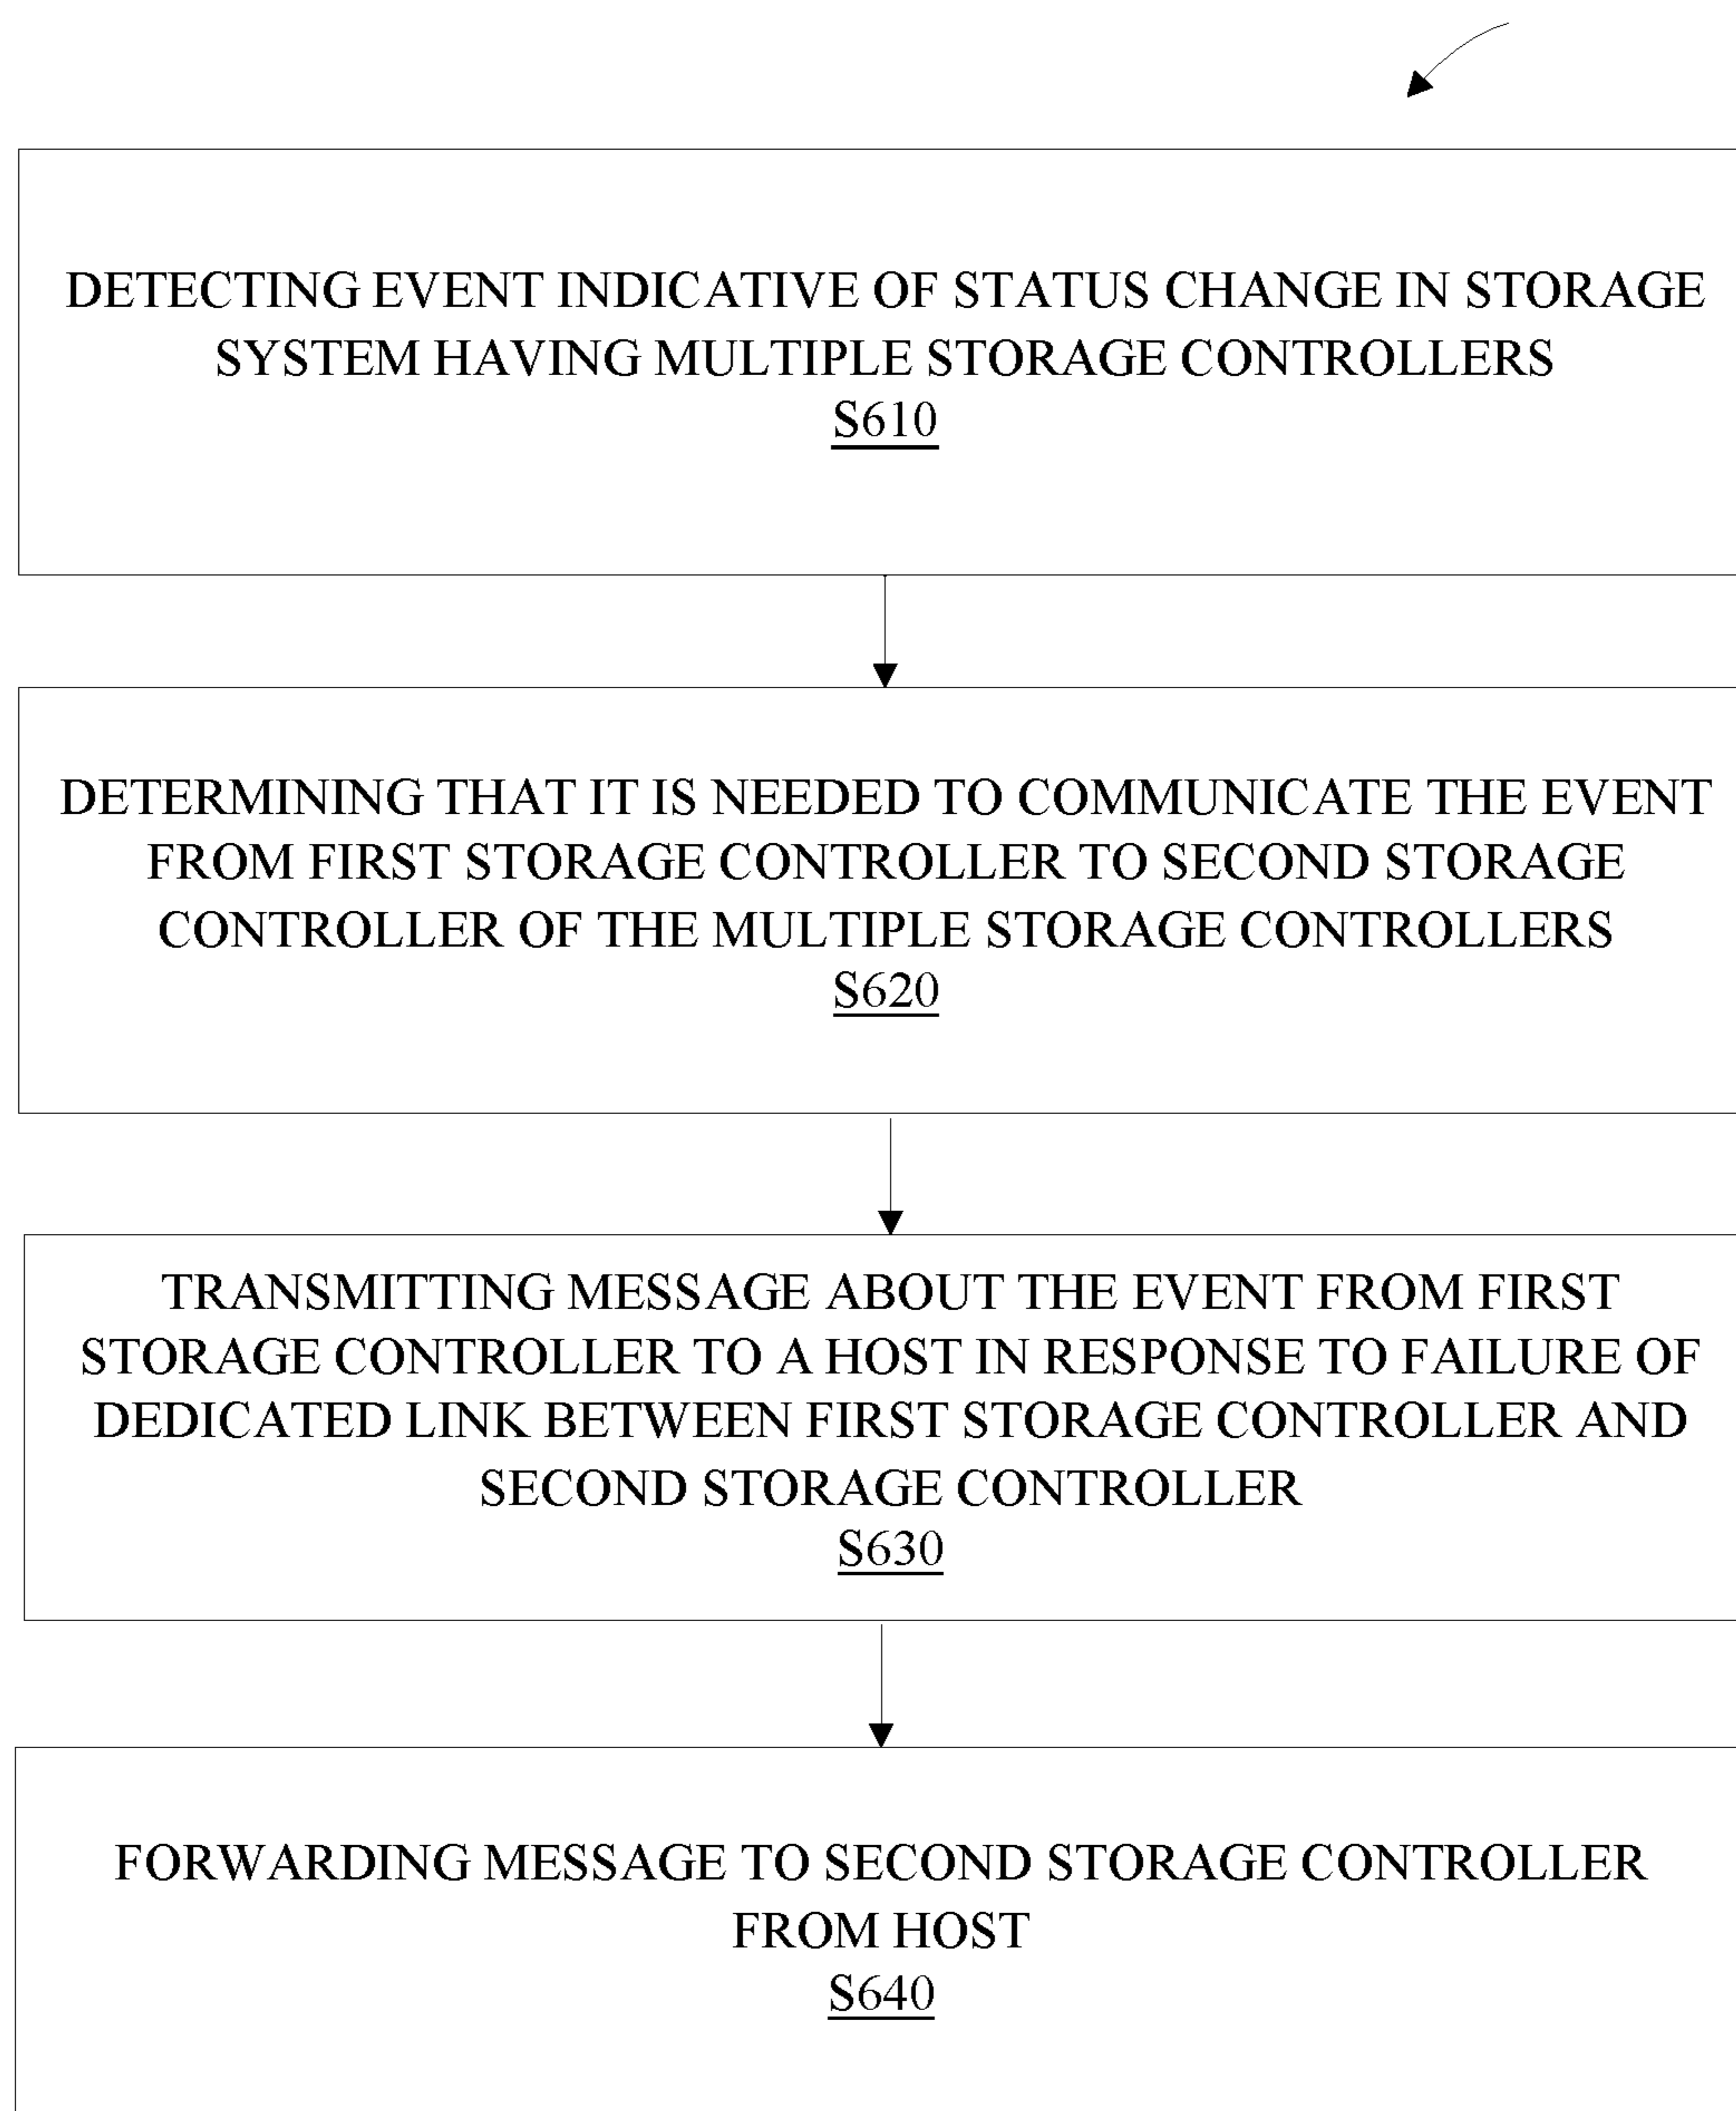 DETECTING EVENT INDICATIVE OF STATUS CHANGE IN STORAGE
SYSTEM HAVING MULTIPLE STORAGE CONTROLLERS
S610
DETERMINING THAT IT IS NEEDED TO COMMUNICATE THE EVENT
FROM FIRST STORAGE CONTROLLER TO SECOND STORAGE
CONTROLLER OF THE MULTIPLE STORAGE CONTROLLERS
S620
TRANSMITTING MESSAGE ABOUT THE EVENT FROM FIRST
STORAGE CONTROLLER TO A HOST IN RESPONSE TO FAILURE OF
DEDICATED LINK BETWEEN FIRST STORAGE CONTROLLER AND
SECOND STORAGE CONTROLLER
S630
FORWARDING MESSAGE TO SECOND STORAGE CONTROLLER
FROM HOST
S640